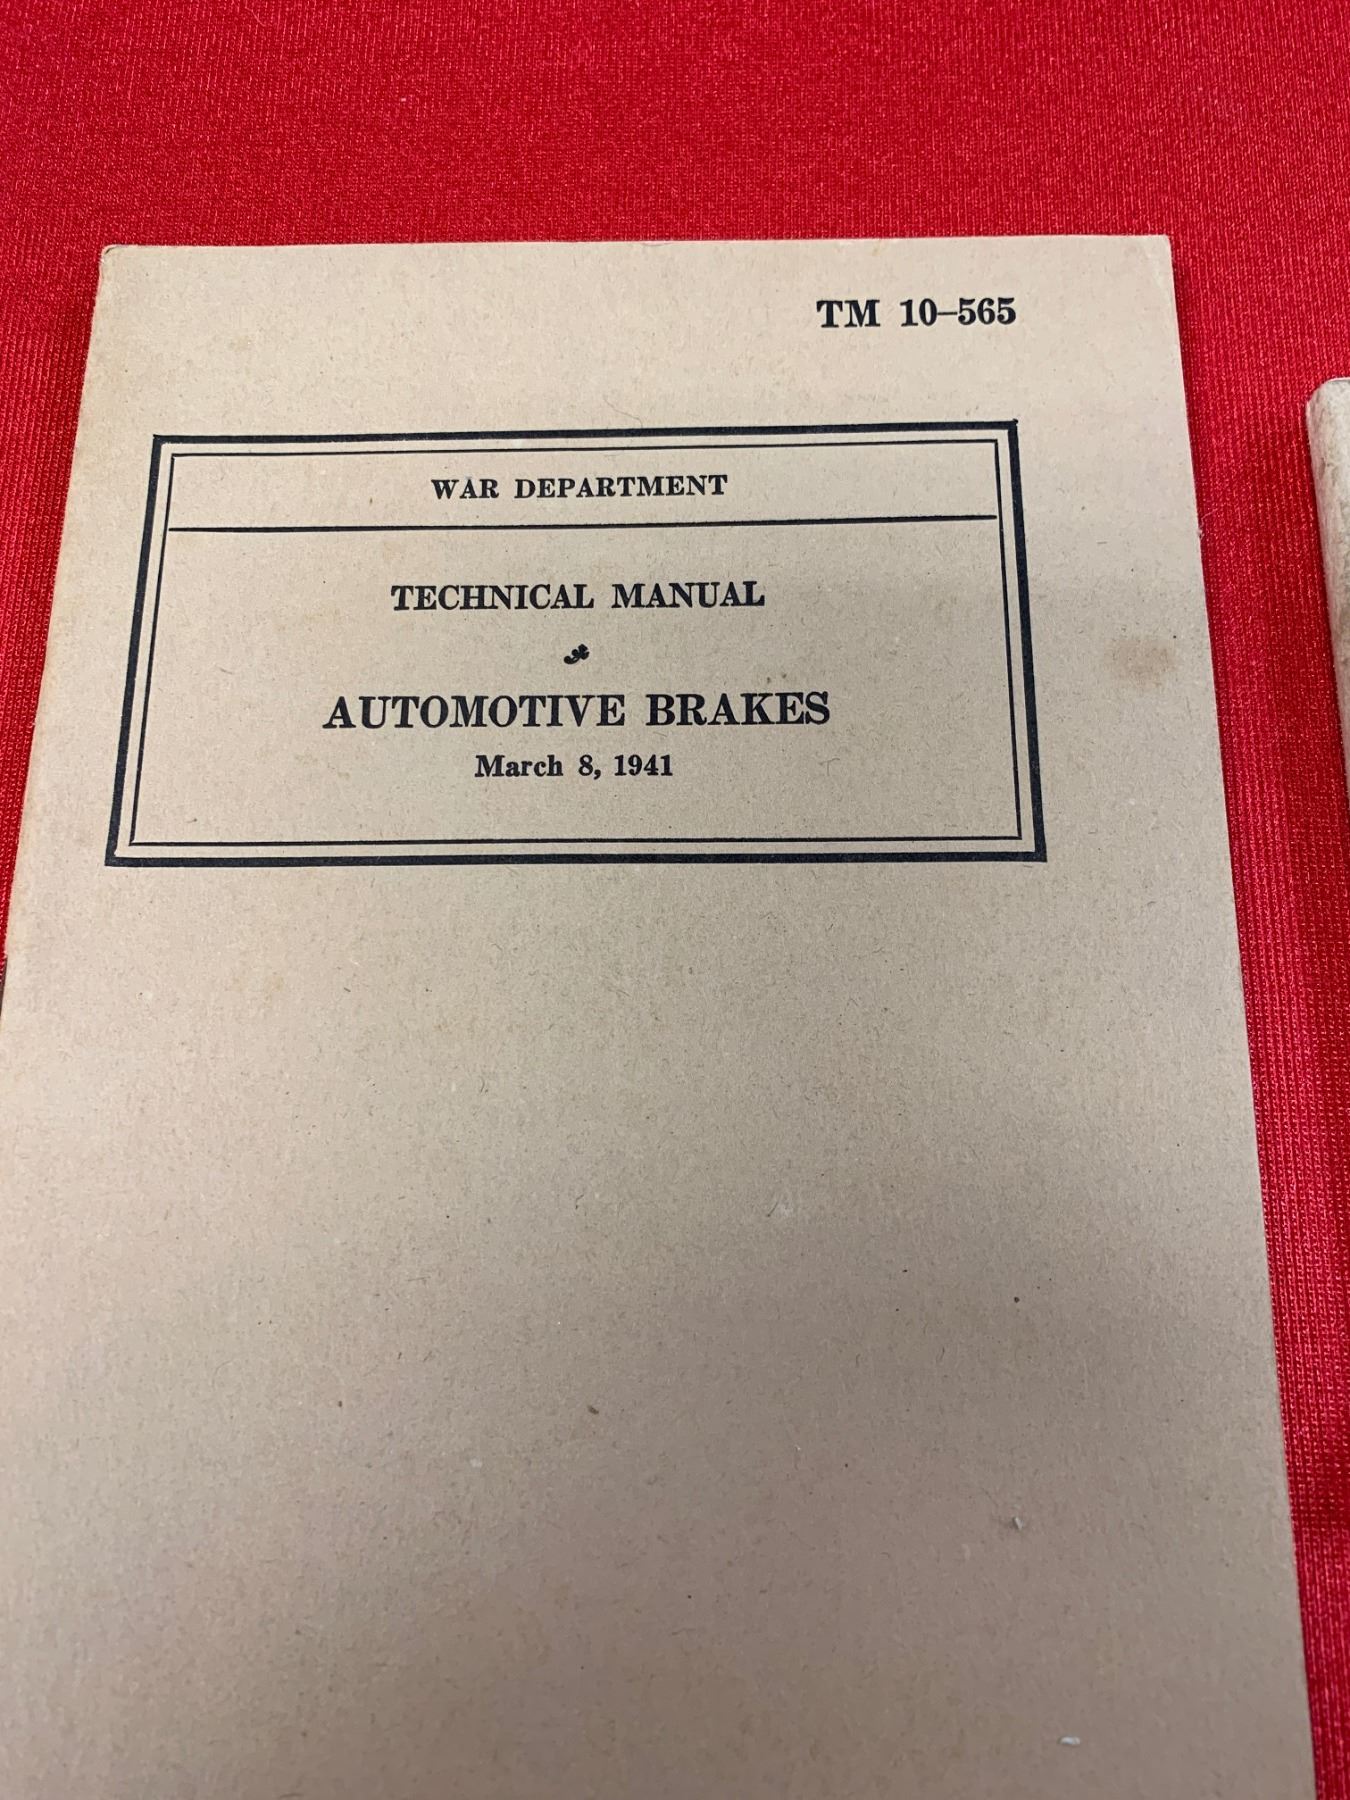 TM 10–565
WAR DEPARTMENT
TECHNICAL MANUAL
AUTOMOTIVE BRAKES
March 8, 1941